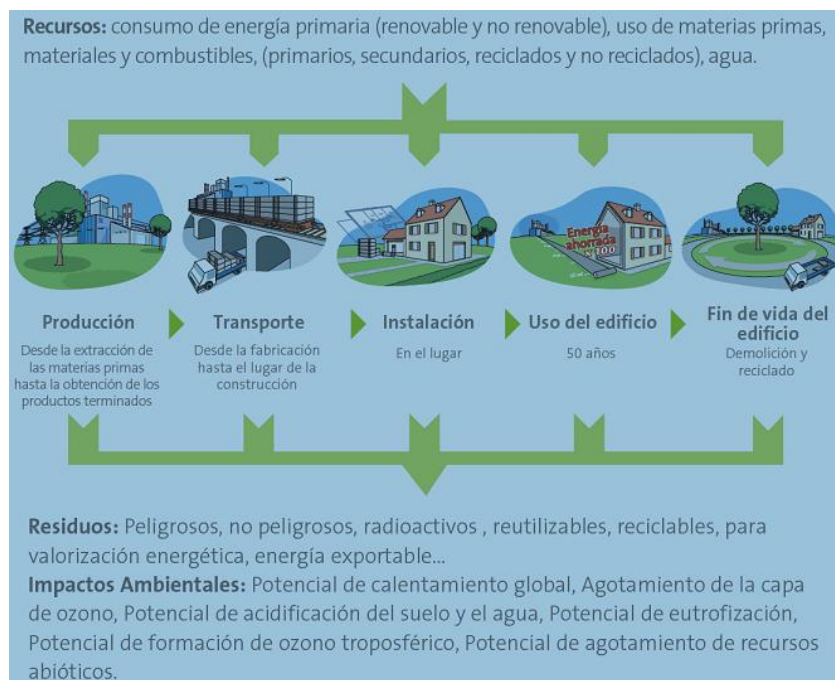 Recursos: consumo de energía primaria (renovable y no renovable), uso de materias primas,
materiales y combustibles, (primarios, secundarios, reciclados y no reciclados), agua.
Energía
ahorrada
x 100
Producción
Desde la extracción de
las materias primas
hasta la obtención de los
productos terminados
Transporte
Desde la fabricación
hasta el lugar de la
construcción
Instalación
En el lugar
Uso del edificio
50 años
Fin de vida del
edificio
Demolición y
reciclado
Residuos: Peligrosos, no peligrosos, radioactivos , reutilizables, reciclables, para
valorización energética, energía exportable...
Impactos Ambientales: Potencial de calentamiento global, Agotamiento de la capa
de ozono, Potencial de acidificación del suelo y el agua, Potencial de eutrofización,
Potencial de formación de ozono troposférico, Potencial de agotamiento de recursos
abióticos.